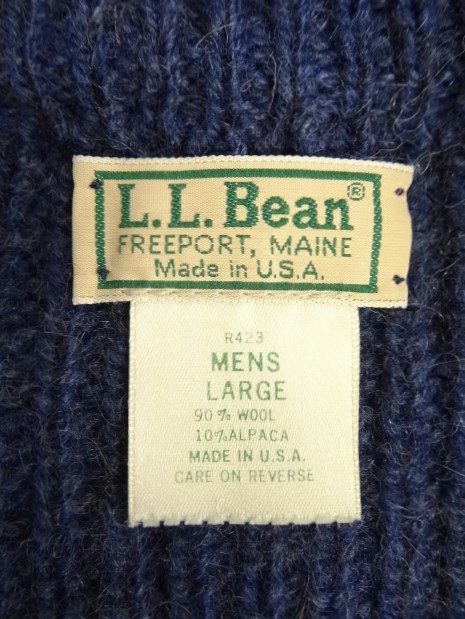 L.L.Bean®
FREEPORT, MAINE
Made in U.S.A.
R423
MENS
LARGE
90% WOOL
10% ALPACA
MADE IN U.S.A.
CARE ON REVERSE